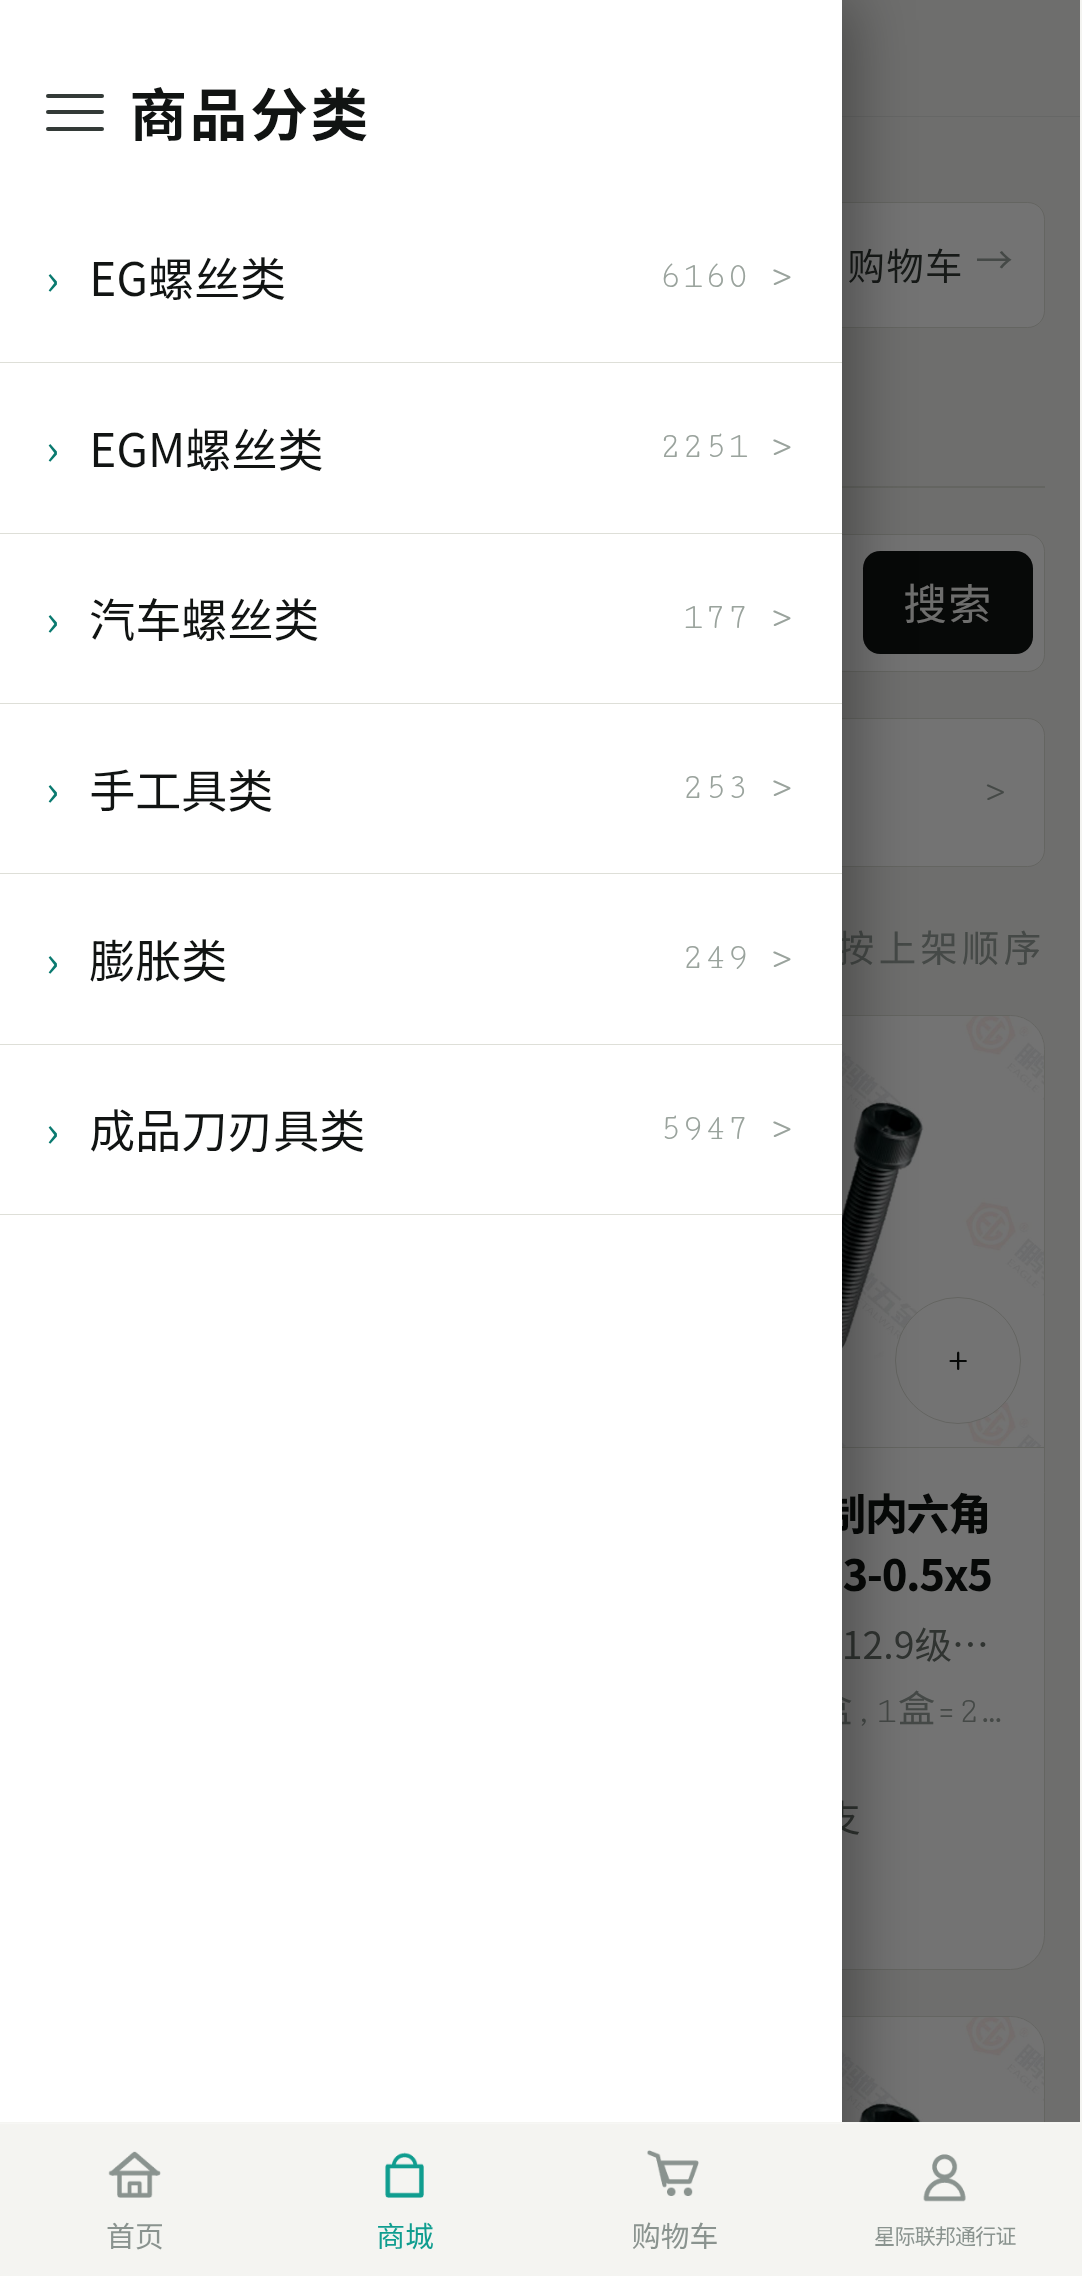 商品分类
› EG螺丝类 6160 >
› EGM螺丝类 2251 >
› 汽车螺丝类 177 >
› 手工具类 253 >
› 膨胀类 249 >
› 成品刀刃具类 5947 >
购物车 →
搜索
>
按上架顺序
+
制内六角
3-0.5x5
12.9级…
盒,1盒=2…
支
首页
商城
购物车
星际联邦通行证